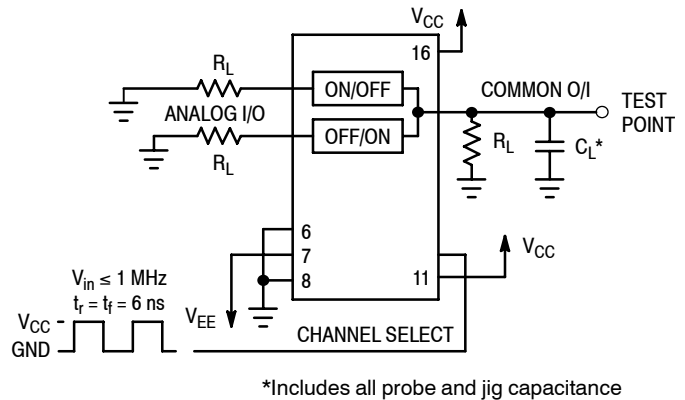 V_CC
16
R_L
ON/OFF
COMMON O/I
TEST
POINT
ANALOG I/O
OFF/ON
R_L
R_L
C_L*
6
7
8
11
V_CC
V_in ≤ 1 MHz
t_r = t_f = 6 ns
V_EE
V_CC
GND
CHANNEL SELECT
*Includes all probe and jig capacitance